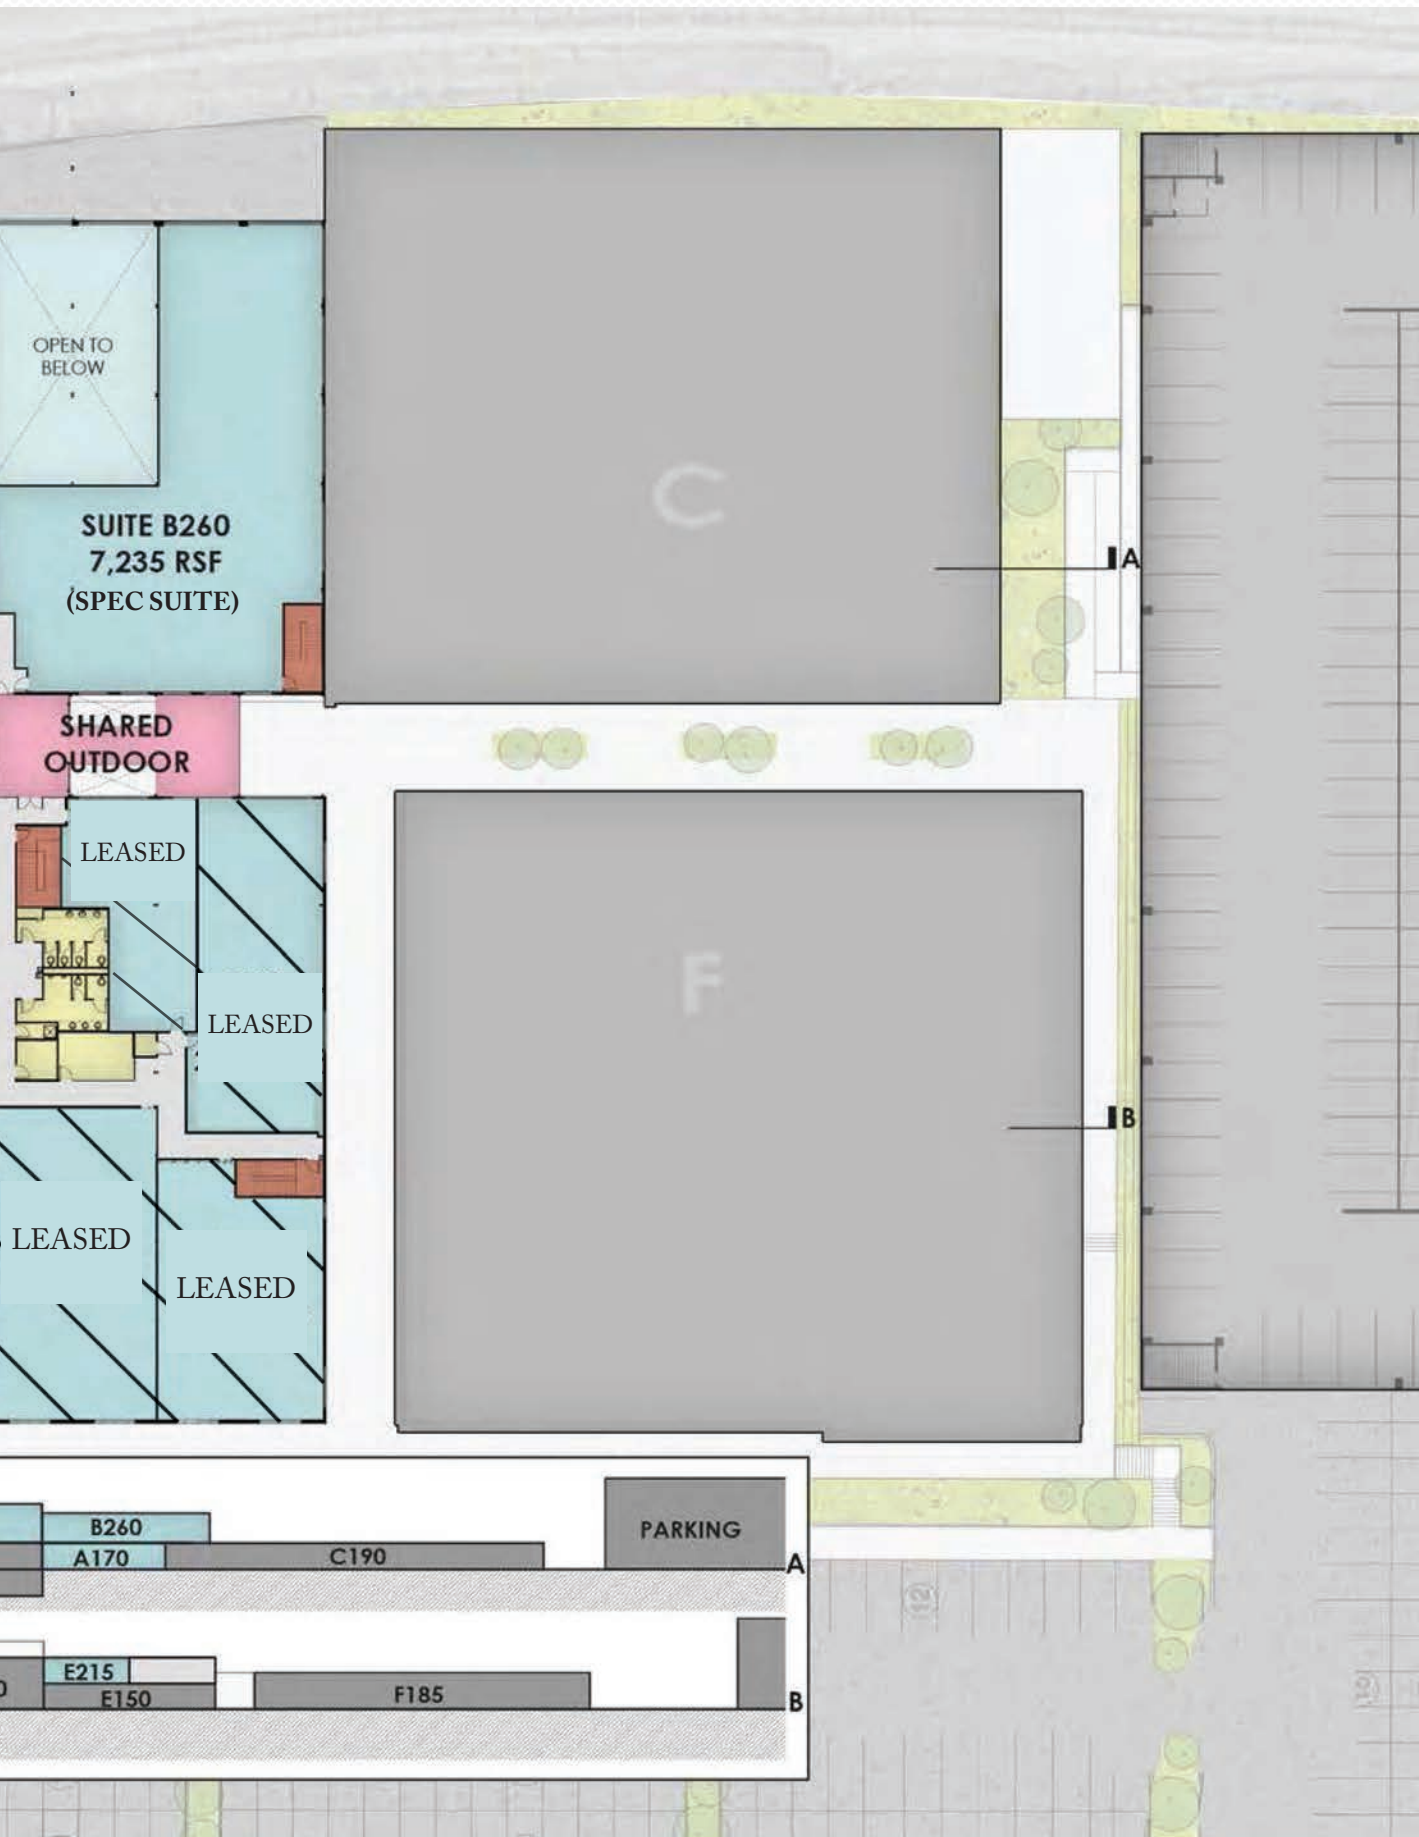 OPEN TO
BELOW
SUITE B260
7,235 RSF
(SPEC SUITE)
C
A
SHARED
OUTDOOR
LEASED
F
LEASED
B
LEASED
LEASED
B260
PARKING
A170
C190
A
12
E215
E150
F185
B